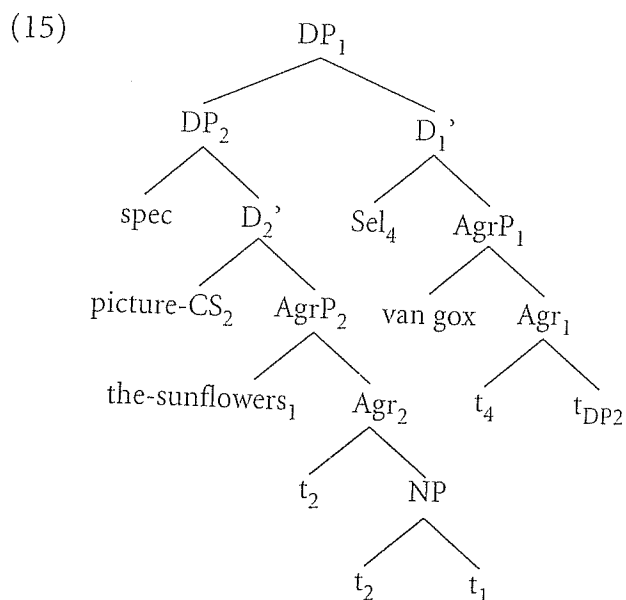 (15)
DP₁
DP₂ D₁’
spec D₂’ Sel₄ AgrP₁
picture-CS₂ AgrP₂ van gox Agr₁
the-sunflowers₁ Agr₂ t₄ t_DP2
t₂ NP
t₂ t₁